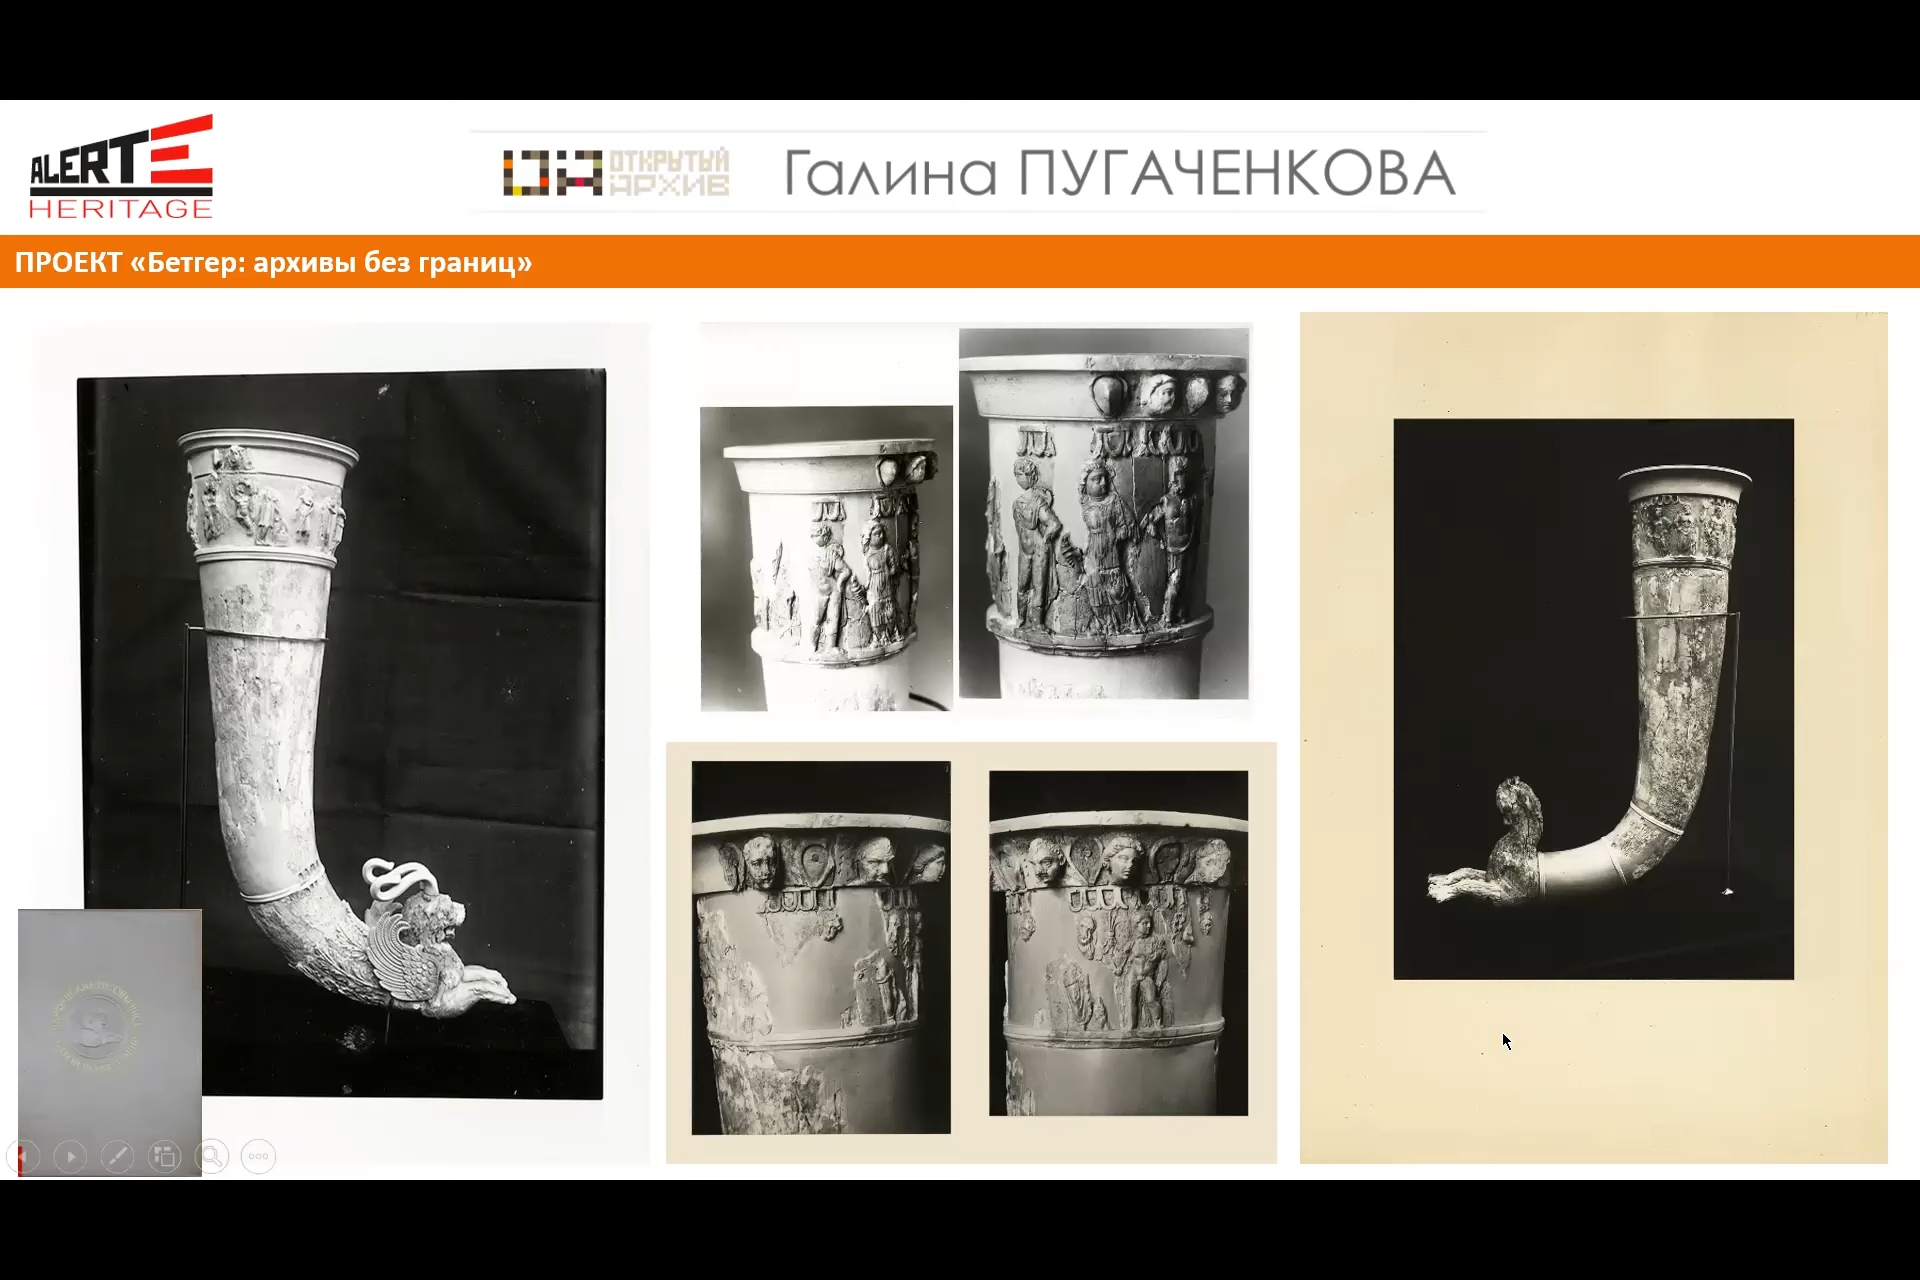 ALERTE
HERITAGE
ОТКРЫТЫЙ
АРХИВ
Галина ПУГАЧЕНКОВА
ПРОЕКТ «Бетгер: архивы без границ»